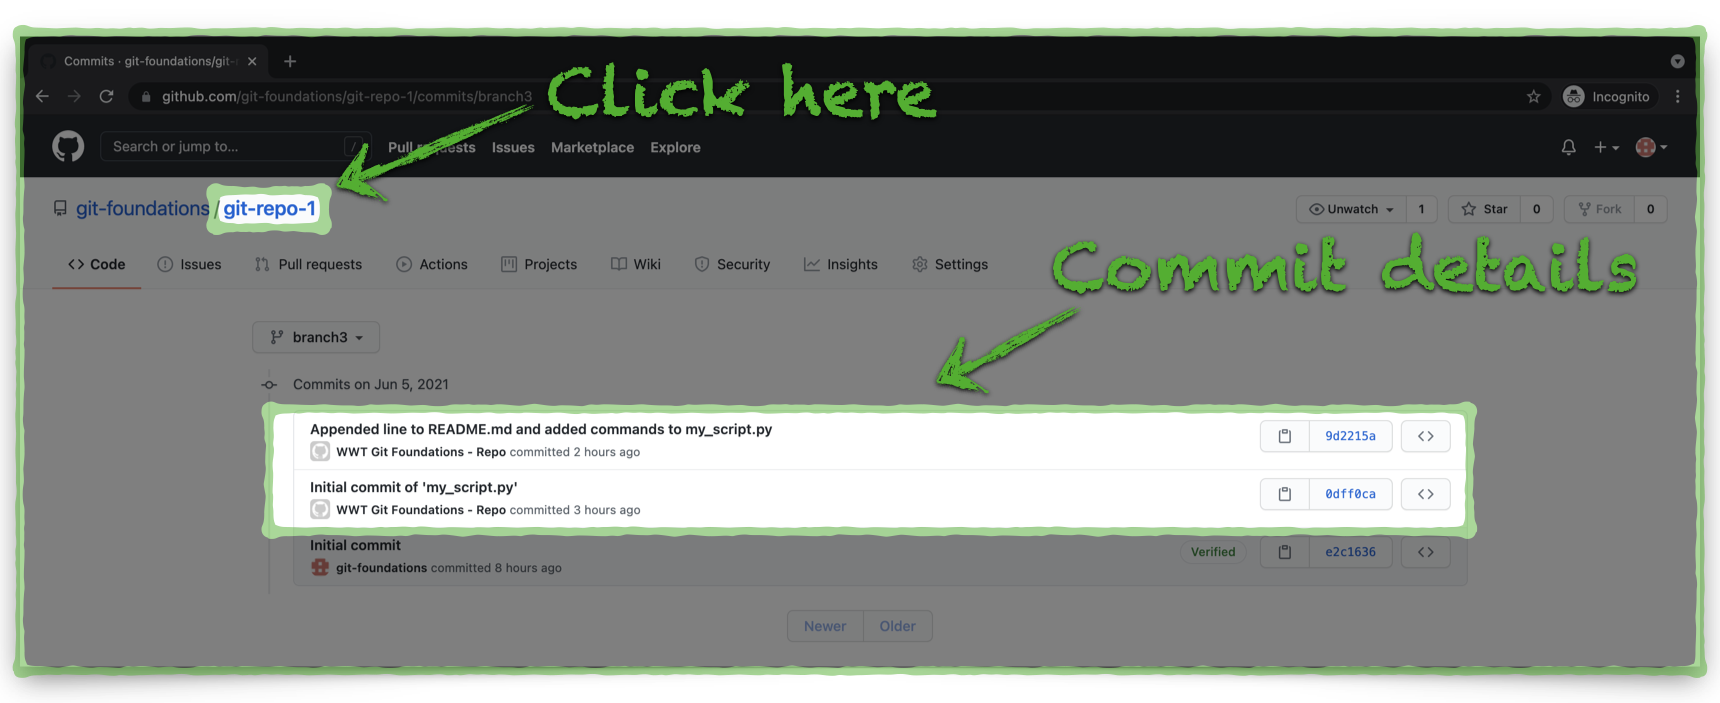 Commits · git-foundations/git-r
github.com/git-foundations/git-repo-1/commits/branch3
Incognito
Click here
Search or jump to...
/
Pull requests Issues Marketplace Explore
git-foundations / git-repo-1
Unwatch 1 Star 0 Fork 0
<> Code Issues Pull requests Actions Projects Wiki Security Insights Settings
Commit details
branch3
Commits on Jun 5, 2021
Appended line to README.md and added commands to my_script.py
WWT Git Foundations - Repo committed 2 hours ago
9d2215a <>
Initial commit of 'my_script.py'
WWT Git Foundations - Repo committed 3 hours ago
0dff0ca <>
Initial commit
git-foundations committed 8 hours ago
Verified e2c1636 <>
Newer Older